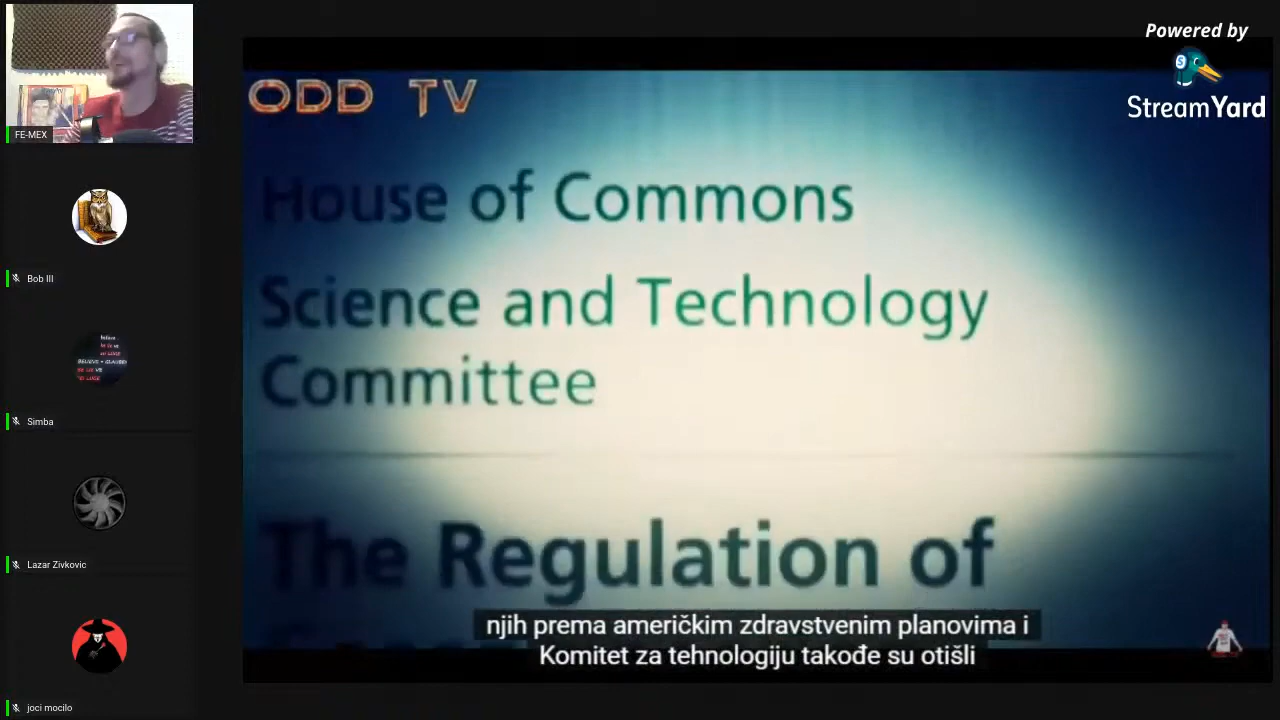 Powered by
StreamYard
ODD TV
House of Commons
Science and Technology
Committee
The Regulation of
njih prema američkim zdravstvenim planovima i
Komitet za tehnologiju takođe su otišli
FE-MEX
Bob III
Simba
Lazar Zivkovic
joci mocilo